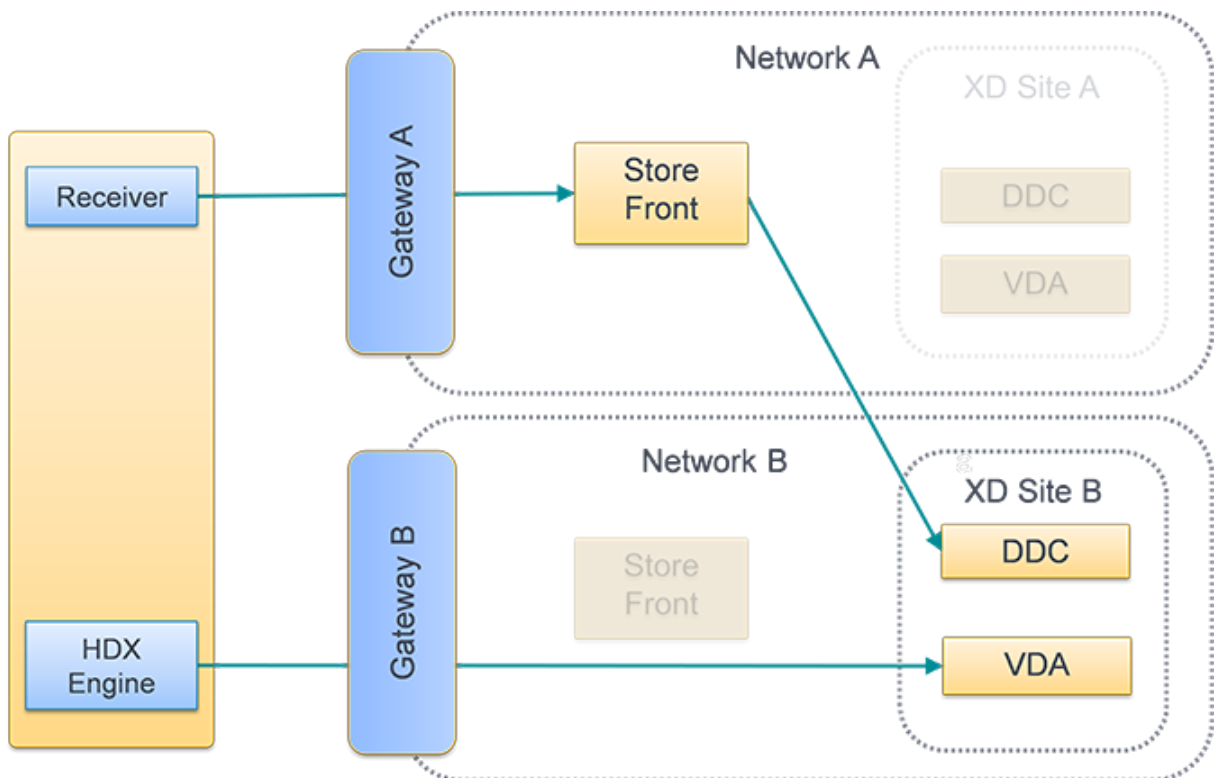 Network A
XD Site A
Receiver
Gateway A
Store
Front
DDC
VDA
Network B
XD Site B
Gateway B
Store
Front
DDC
HDX
Engine
VDA